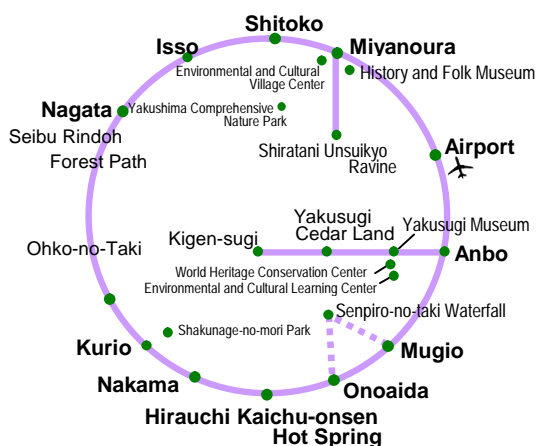 Shitoko
Isso
Miyanoura
Environmental and Cultural
Village Center
History and Folk Museum
Nagata
Yakushima Comprehensive
Nature Park
Seibu Rindoh
Forest Path
Shiratani Unsuikyo
Ravine
Airport
Yakusugi
Cedar Land
Yakusugi Museum
Kigen-sugi
Ohko-no-Taki
Anbo
World Heritage Conservation Center
Environmental and Cultural Learning Center
Senpiro-no-taki Waterfall
Shakunage-no-mori Park
Kurio
Mugio
Nakama
Onoaida
Hirauchi Kaichu-onsen
Hot Spring